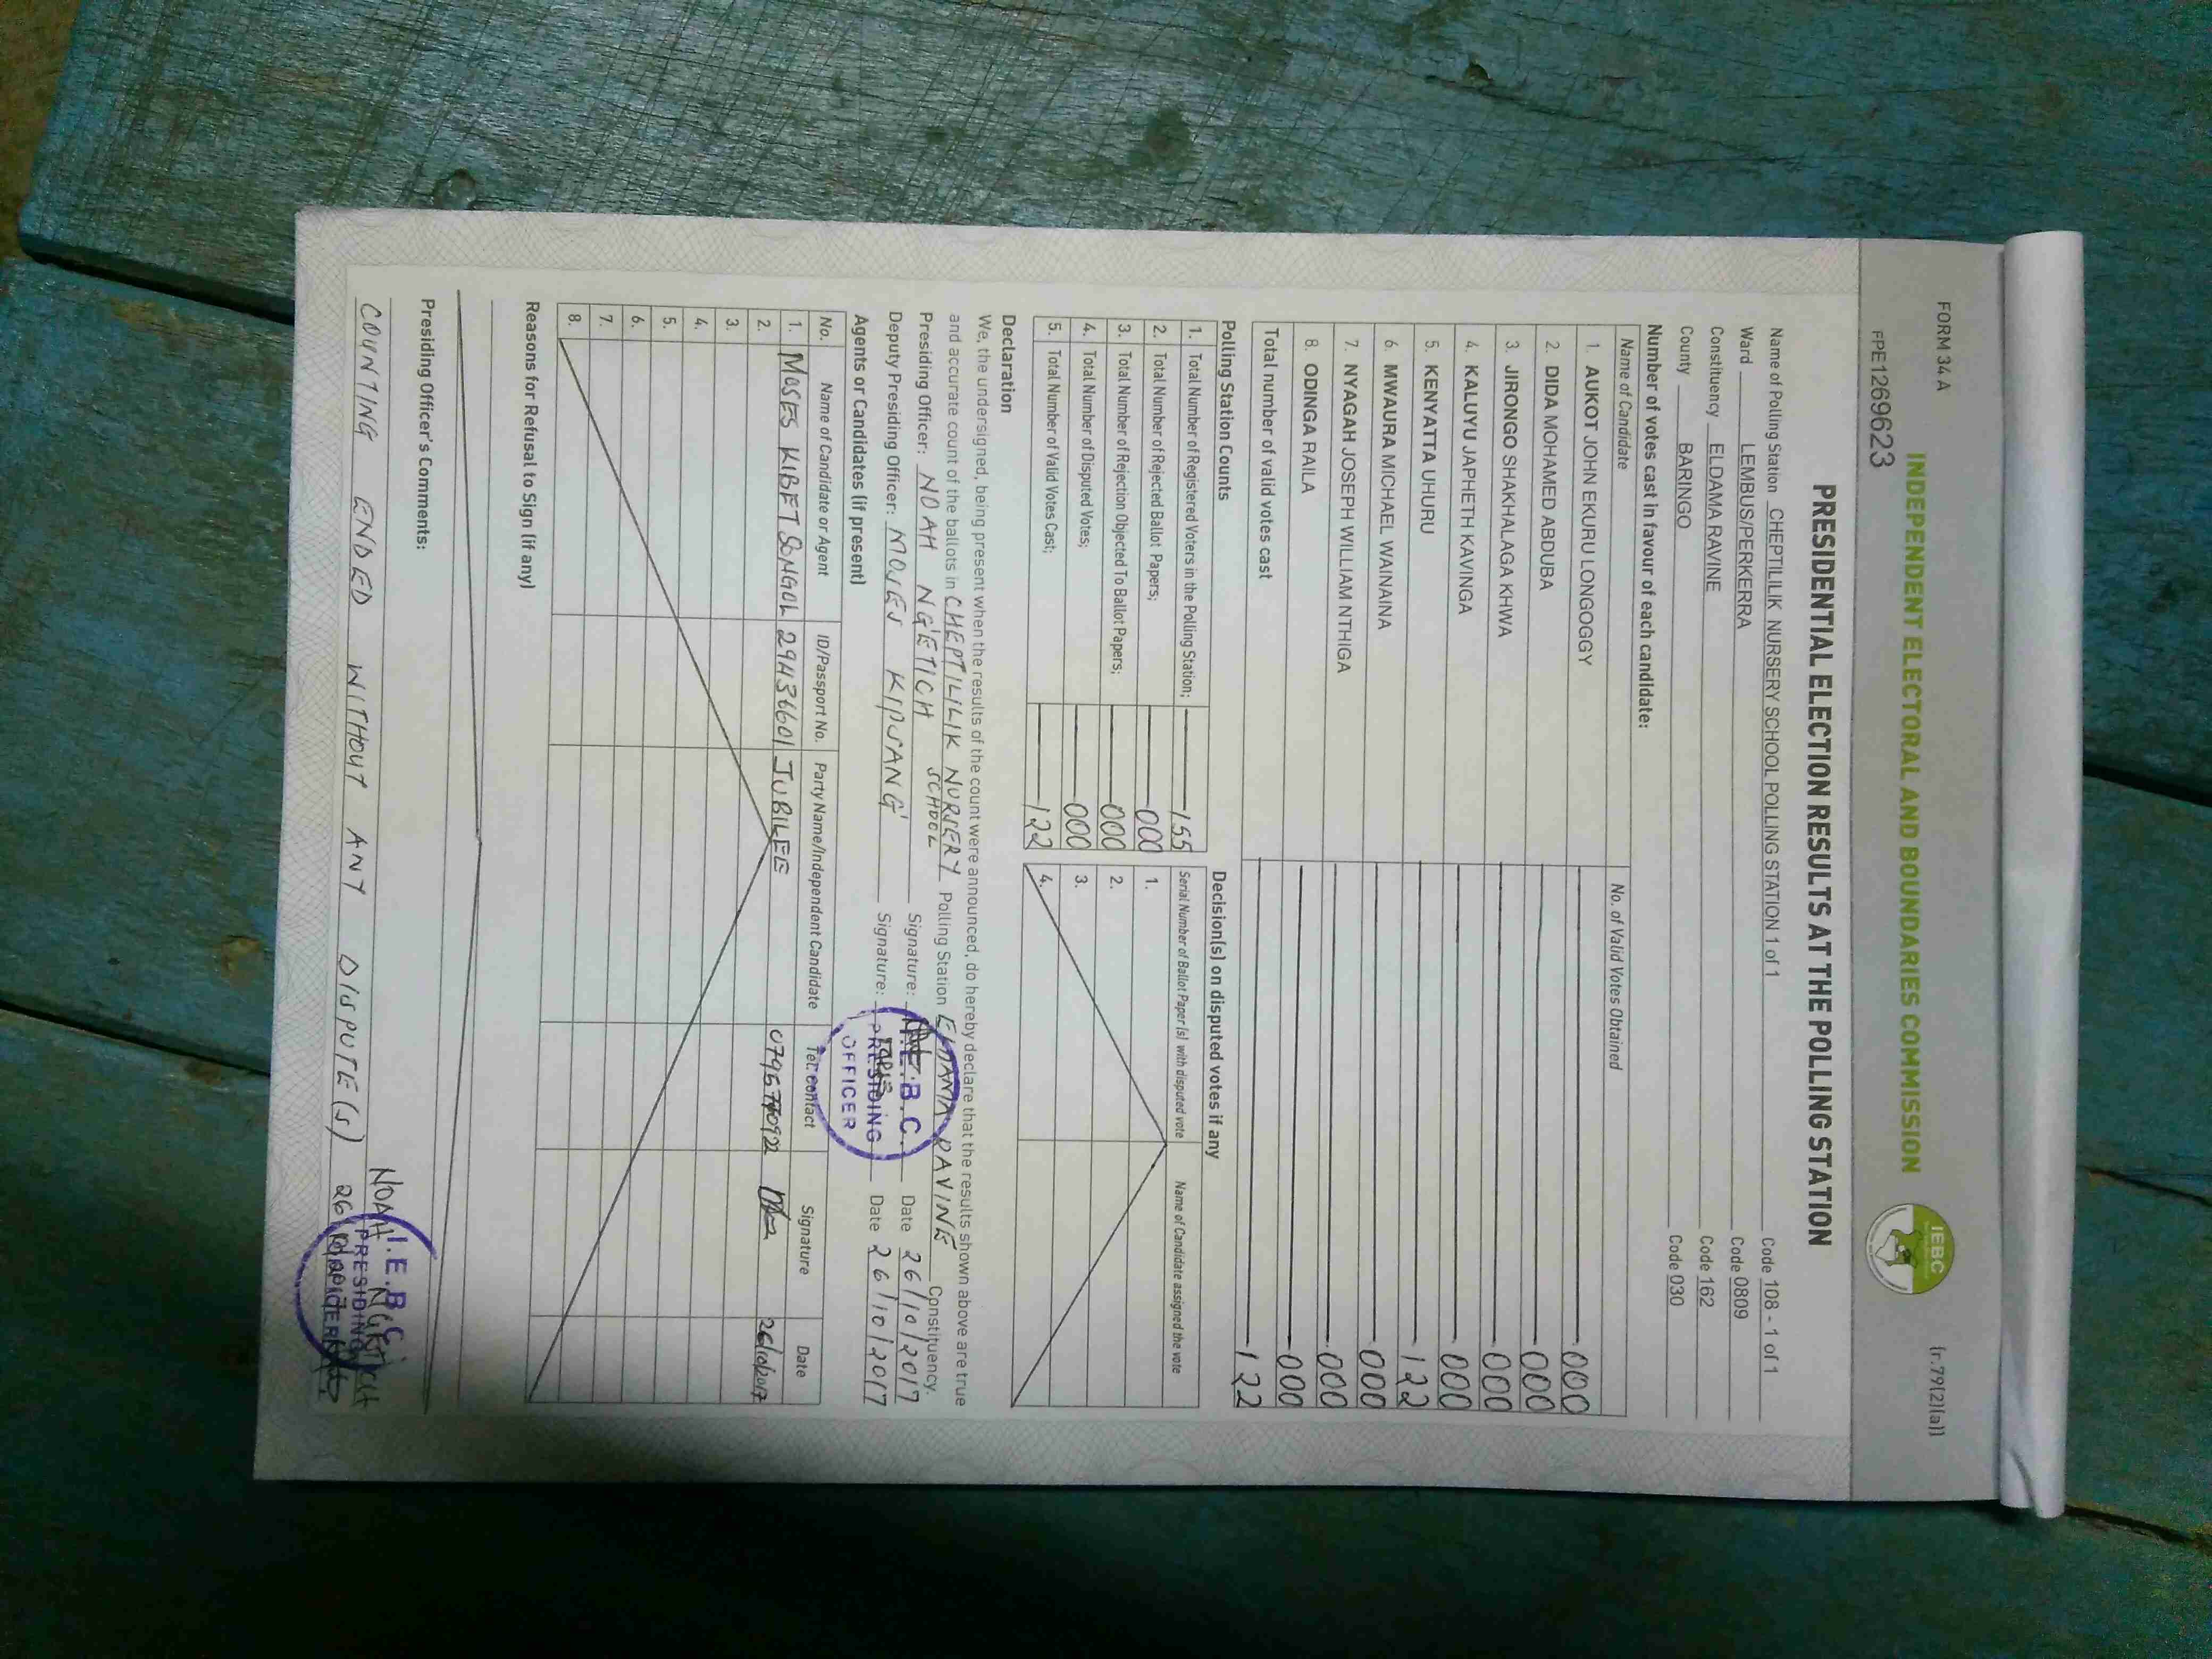 FORM 34A
(r.79(2)(a))
INDEPENDENT ELECTORAL AND BOUNDARIES COMMISSION
IEBC
PE1269623
PRESIDENTIAL ELECTION RESULTS AT THE POLLING STATION
Name of Polling Station CHEPTILILIK NURSERY SCHOOL POLLING STATION 1 of 1 Code 108 - 1 of 1
Ward LEMBUS/PERKERRA Code 0809
Constituency ELDAMA RAVINE Code 162
County BARINGO Code 030
Number of votes cast in favour of each candidate:
Name of Candidate No. of Valid Votes Obtained
1. AUKOT JOHN EKURU LONGOGGY 000
2. DIDA MOHAMED ABDUBA 000
3. JIRONGO SHAKHALAGA KHWA 000
4. KALUYU JAPHETH KAVINGA 000
5. KENYATTA UHURU 122
6. MWAURA MICHAEL WAINAINA 000
7. NYAGAH JOSEPH WILLIAM NTHIGA 000
8. ODINGA RAILA 000
Total number of valid votes cast 122
Polling Station Counts
1. Total Number of Registered Voters in the Polling Station; 155
2. Total Number of Rejected Ballot Papers; 000
3. Total Number of Rejection Objected To Ballot Papers; 000
4. Total Number of Disputed Votes; 000
5. Total Number of Valid Votes Cast; 122
Decision(s) on disputed votes if any
Serial Number of Ballot Paper (s) with disputed vote Name of Candidate assigned the vote
1.
2.
3.
4.
Declaration
We, the undersigned, being present when the results of the count were announced, do hereby declare that the results shown above are true
and accurate count of the ballots in CHEPTILILIK NURSERY SCHOOL Polling Station ELDAMA RAVINE Constituency.
Presiding Officer: NOAH NG'ETICH Signature: Date 26/10/2017
Deputy Presiding Officer: MOSES KIPSANG' Signature: Date 26/10/2017
I.E.B.C.
PRESIDING
OFFICER
Agents or Candidates (if present)
No. Name of Candidate or Agent ID/Passport No. Party Name/Independent Candidate Tel: contact Signature Date
1. MOSES KIBET SONGOL JUBILEE 26/10/2017
2.
3.
4.
5.
6.
7.
8.
Reasons for Refusal to Sign (if any)
Presiding Officer's Comments:
COUNTING ENDED WITHOUT ANY DISPUTE(S) 26
NOAH NGETICH
I.E.B.C.
PRESIDING